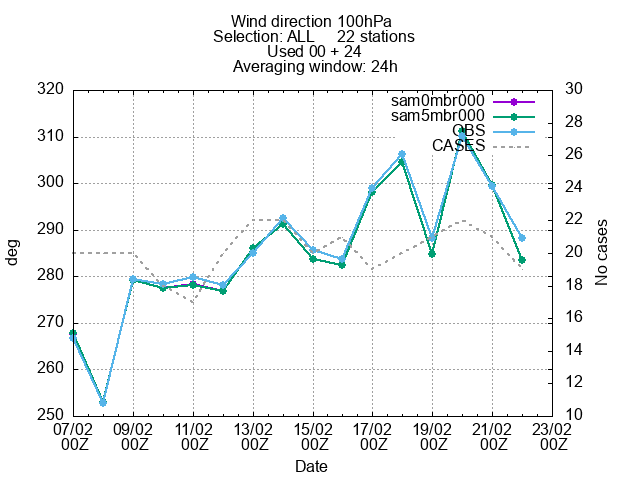 Wind direction 100hPa
Selection: ALL 22 stations
Used 00 + 24
Averaging window: 24h
sam0mbr000
sam5mbr000
OBS
CASES
320
310
300
290
280
270
260
250
deg
30
28
26
24
22
20
18
16
14
12
10
No cases
07/02 09/02 11/02 13/02 15/02 17/02 19/02 21/02 23/02
00Z 00Z 00Z 00Z 00Z 00Z 00Z 00Z 00Z
Date